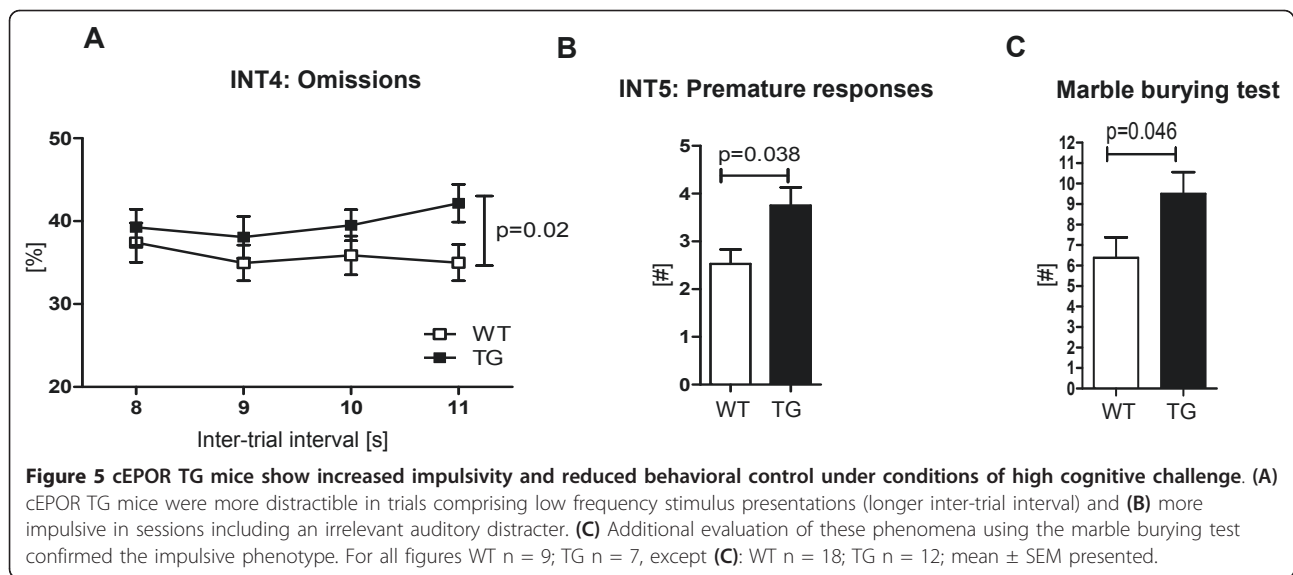 A
INT4: Omissions
50
40
30
20
[%]
p=0.02
WT
TG
8 9 10 11
Inter-trial interval [s]
B
INT5: Premature responses
p=0.038
5
4
3
2
1
0
[#]
WT TG
C
Marble burying test
p=0.046
12
11
10
9
8
7
6
5
4
3
2
1
0
[#]
WT TG
Figure 5 cEPOR TG mice show increased impulsivity and reduced behavioral control under conditions of high cognitive challenge. (A)
cEPOR TG mice were more distractible in trials comprising low frequency stimulus presentations (longer inter-trial interval) and (B) more
impulsive in sessions including an irrelevant auditory distracter. (C) Additional evaluation of these phenomena using the marble burying test
confirmed the impulsive phenotype. For all figures WT n = 9; TG n = 7, except (C): WT n = 18; TG n = 12; mean ± SEM presented.